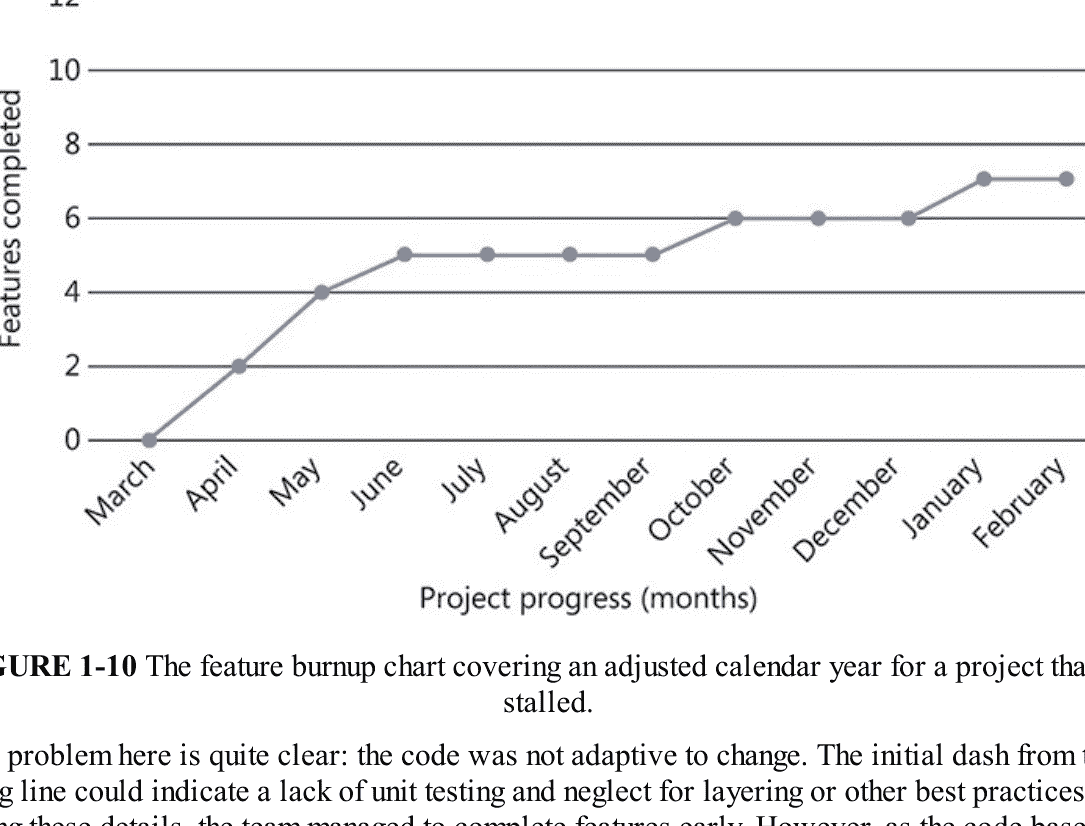 12
10
8
6
4
2
0
Features completed
March
April
May
June
July
August
September
October
November
December
January
February
Project progress (months)
GURE 1-10 The feature burnup chart covering an adjusted calendar year for a project tha
stalled.
problem here is quite clear: the code was not adaptive to change. The initial dash from t
g line could indicate a lack of unit testing and neglect for layering or other best practices
ng these details, the team managed to complete features early. However, as the code base